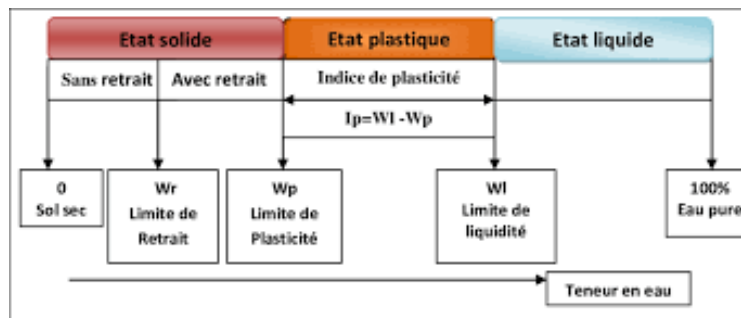 Etat solide
Etat plastique
Etat liquide
Sans retrait
Avec retrait
Indice de plasticité
Ip=Wl -Wp
0
Sol sec
Wr
Limite de
Retrait
Wp
Limite de
Plasticité
Wl
Limite de
liquidité
100%
Eau pure
Teneur en eau